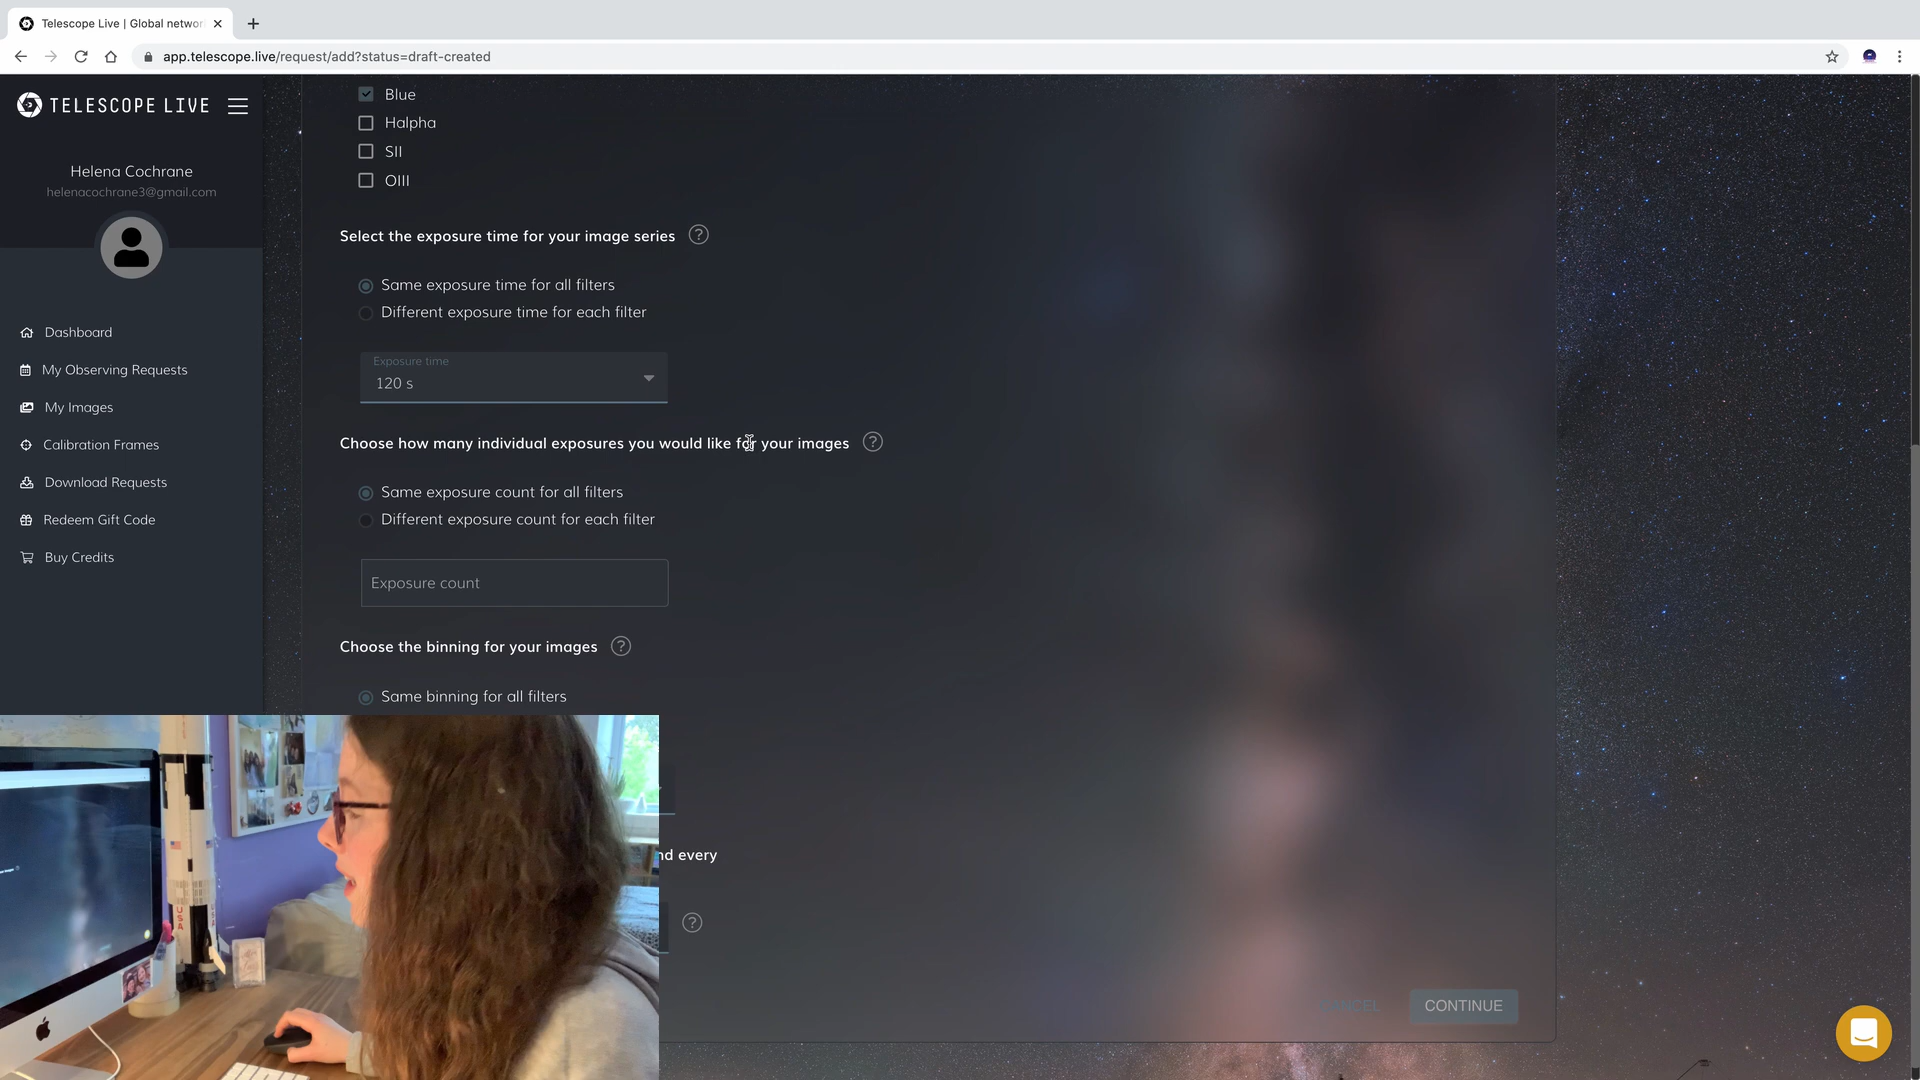 Telescope Live | Global networ
app.telescope.live/request/add?status=draft-created
TELESCOPE LIVE
Helena Cochrane
helenacochrane3@gmail.com
Dashboard
My Observing Requests
My Images
Calibration Frames
Download Requests
Redeem Gift Code
Buy Credits
Blue
Halpha
SII
OIII
Select the exposure time for your image series ?
Same exposure time for all filters
Different exposure time for each filter
Exposure time
120 s
Choose how many individual exposures you would like for your images ?
Same exposure count for all filters
Different exposure count for each filter
Exposure count
Choose the binning for your images ?
Same binning for all filters
nd every
?
CANCEL
CONTINUE
USA
USA